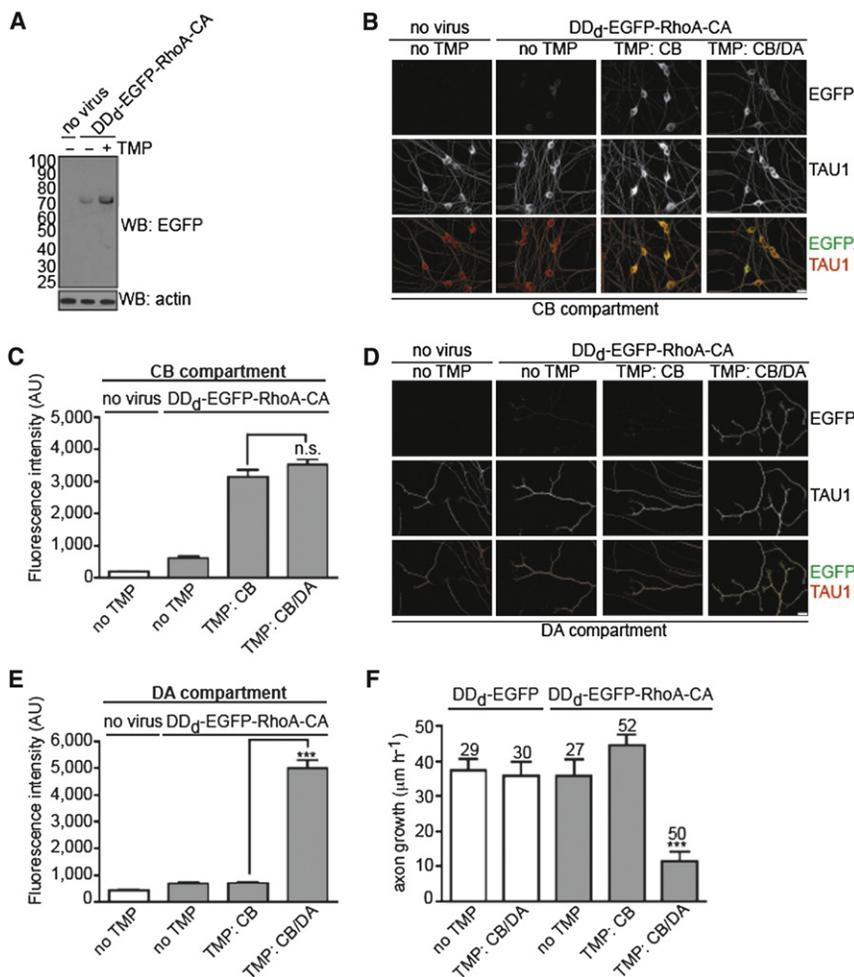 A
no virus
DDd-EGFP-RhoA-CA
– – + TMP
100
90
80
70
60
50
40
30
25
WB: EGFP
WB: actin
B
no virus DDd-EGFP-RhoA-CA
no TMP no TMP TMP: CB TMP: CB/DA
EGFP
TAU1
EGFP
TAU1
CB compartment
C
CB compartment
no virus DDd-EGFP-RhoA-CA
Fluorescence intensity (AU)
5,000
4,000
3,000
2,000
1,000
0
n.s.
no TMP
no TMP
TMP: CB
TMP: CB/DA
D
no virus DDd-EGFP-RhoA-CA
no TMP no TMP TMP: CB TMP: CB/DA
EGFP
TAU1
EGFP
TAU1
DA compartment
E
DA compartment
no virus DDd-EGFP-RhoA-CA
Fluorescence intensity (AU)
6,000
5,000
4,000
3,000
2,000
1,000
0
***
no TMP
no TMP
TMP: CB
TMP: CB/DA
F
DDd-EGFP DDd-EGFP-RhoA-CA
axon growth (μm h-1)
50
40
30
20
10
0
29
30
27
52
50
***
no TMP
TMP: CB/DA
no TMP
TMP: CB
TMP: CB/DA